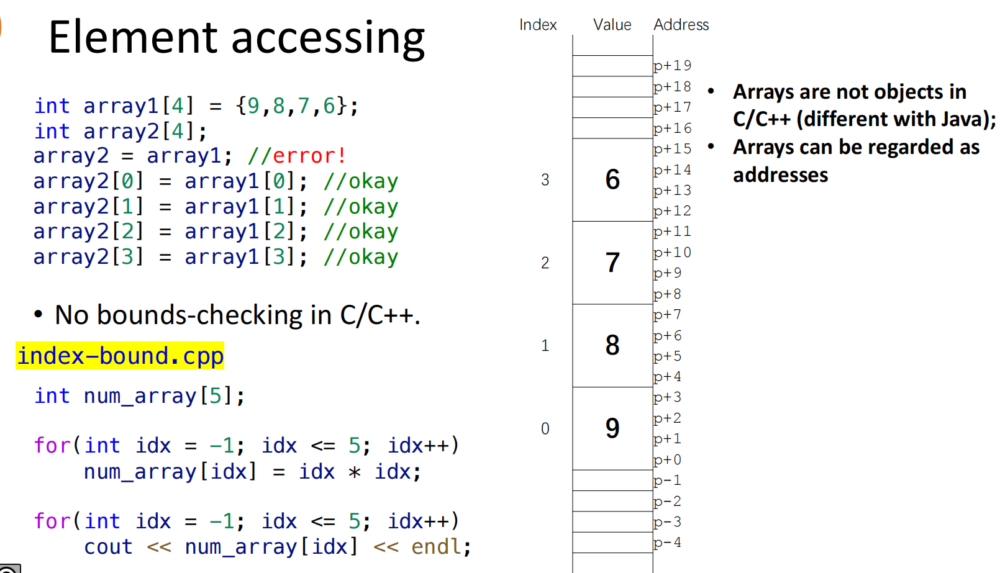 Element accessing
int array1[4] = {9,8,7,6};
int array2[4];
array2 = array1; //error!
array2[0] = array1[0]; //okay
array2[1] = array1[1]; //okay
array2[2] = array1[2]; //okay
array2[3] = array1[3]; //okay
• No bounds-checking in C/C++.
index-bound.cpp
int num_array[5];
for(int idx = -1; idx <= 5; idx++)
    num_array[idx] = idx * idx;
for(int idx = -1; idx <= 5; idx++)
    cout << num_array[idx] << endl;
Index Value Address
p+19
p+18
p+17
p+16
p+15
p+14
3 6
p+13
p+12
p+11
p+10
2 7
p+9
p+8
p+7
p+6
1 8
p+5
p+4
p+3
p+2
0 9
p+1
p+0
p-1
p-2
p-3
p-4
• Arrays are not objects in
C/C++ (different with Java);
• Arrays can be regarded as
addresses